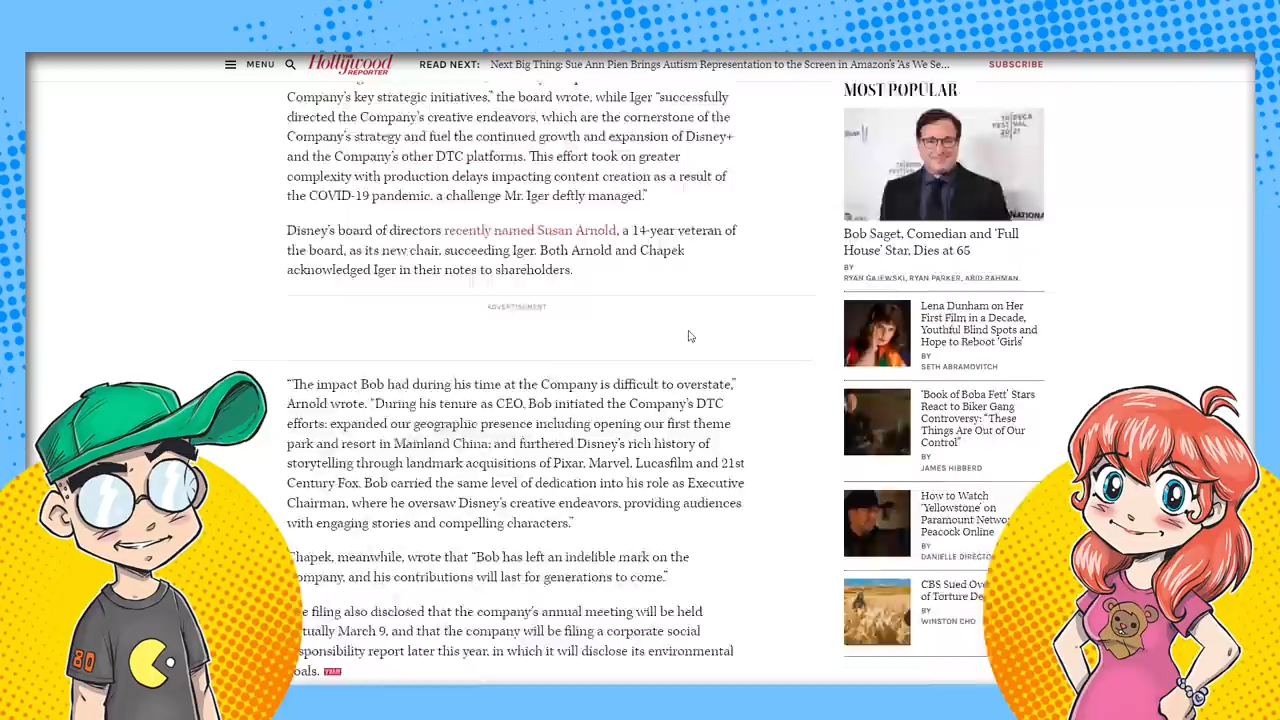 MENU
The Hollywood REPORTER
READ NEXT: Next Big Thing: Sue Ann Pien Brings Autism Representation to the Screen in Amazon's 'As We Se...
SUBSCRIBE
Company's key strategic initiatives," the board wrote, while Iger "successfully
directed the Company's creative endeavors, which are the cornerstone of the
Company's strategy and fuel the continued growth and expansion of Disney+
and the Company's other DTC platforms. This effort took on greater
complexity with production delays impacting content creation as a result of
the COVID-19 pandemic, a challenge Mr. Iger deftly managed."
Disney's board of directors recently named Susan Arnold, a 14-year veteran of
the board, as its new chair, succeeding Iger. Both Arnold and Chapek
acknowledged Iger in their notes to shareholders.
ADVERTISEMENT
"The impact Bob had during his time at the Company is difficult to overstate,"
Arnold wrote. "During his tenure as CEO, Bob initiated the Company's DTC
efforts; expanded our geographic presence including opening our first theme
park and resort in Mainland China; and furthered Disney's rich history of
storytelling through landmark acquisitions of Pixar, Marvel, Lucasfilm and 21st
Century Fox. Bob carried the same level of dedication into his role as Executive
Chairman, where he oversaw Disney's creative endeavors, providing audiences
with engaging stories and compelling characters."
hapek, meanwhile, wrote that "Bob has left an indelible mark on the
ompany, and his contributions will last for generations to come."
e filing also disclosed that the company's annual meeting will be held
rtually March 9, and that the company will be filing a corporate social
sponsibility report later this year, in which it will disclose its environmental
oals. THR
MOST POPULAR
Bob Saget, Comedian and 'Full
House' Star, Dies at 65
BY
RYAN GAJEWSKI, RYAN PARKER, ABID RAHMAN
Lena Dunham on Her
First Film in a Decade,
Youthful Blind Spots and
Hope to Reboot 'Girls'
BY
SETH ABRAMOVITCH
'Book of Boba Fett' Stars
React to Biker Gang
Controversy: "These
Things Are Out of Our
Control"
BY
JAMES HIBBERD
How to Watch
'Yellowstone' on
Paramount Netwo
Peacock Online
BY
DANIELLE DIRECTO
CBS Sued Ov
of Torture De
BY
WINSTON CHO
80